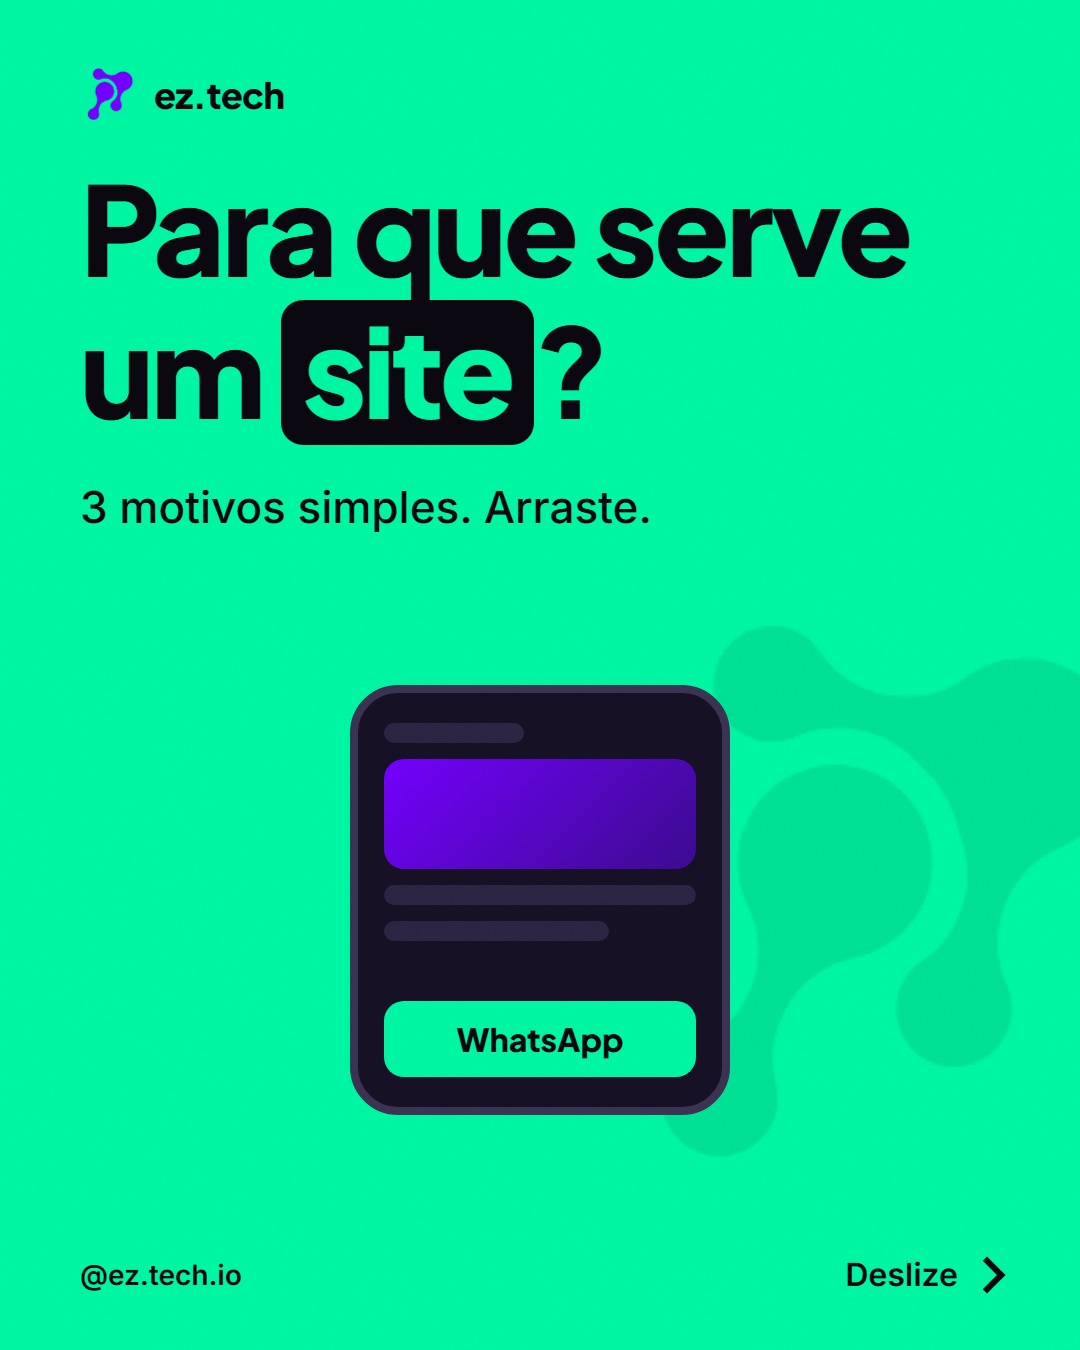 ez.tech
Para que serve
um site?
3 motivos simples. Arraste.
WhatsApp
@ez.tech.io
Deslize